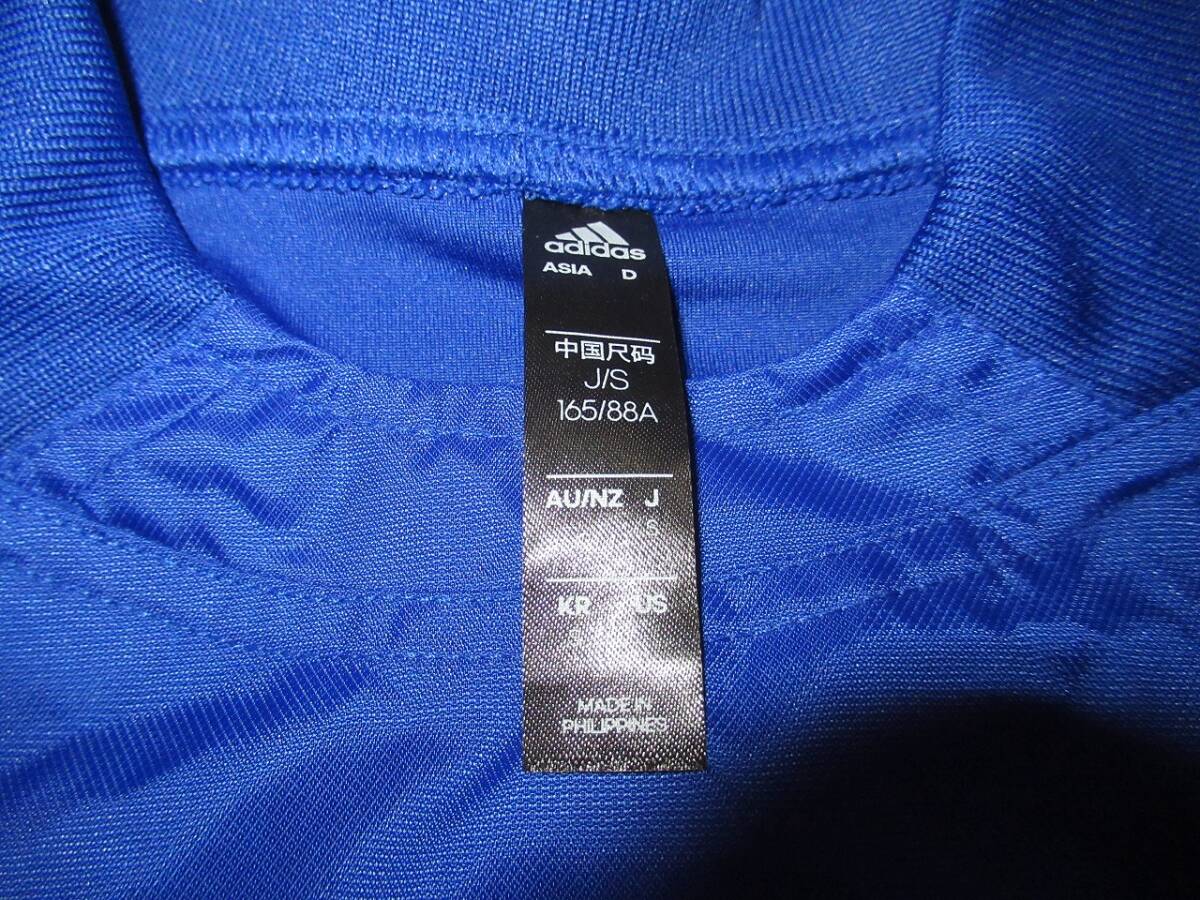 adidas
ASIA D
中国尺码
J/S
165/88A
AU/NZ J
S
KR US
MADE IN
PHILIPPINES